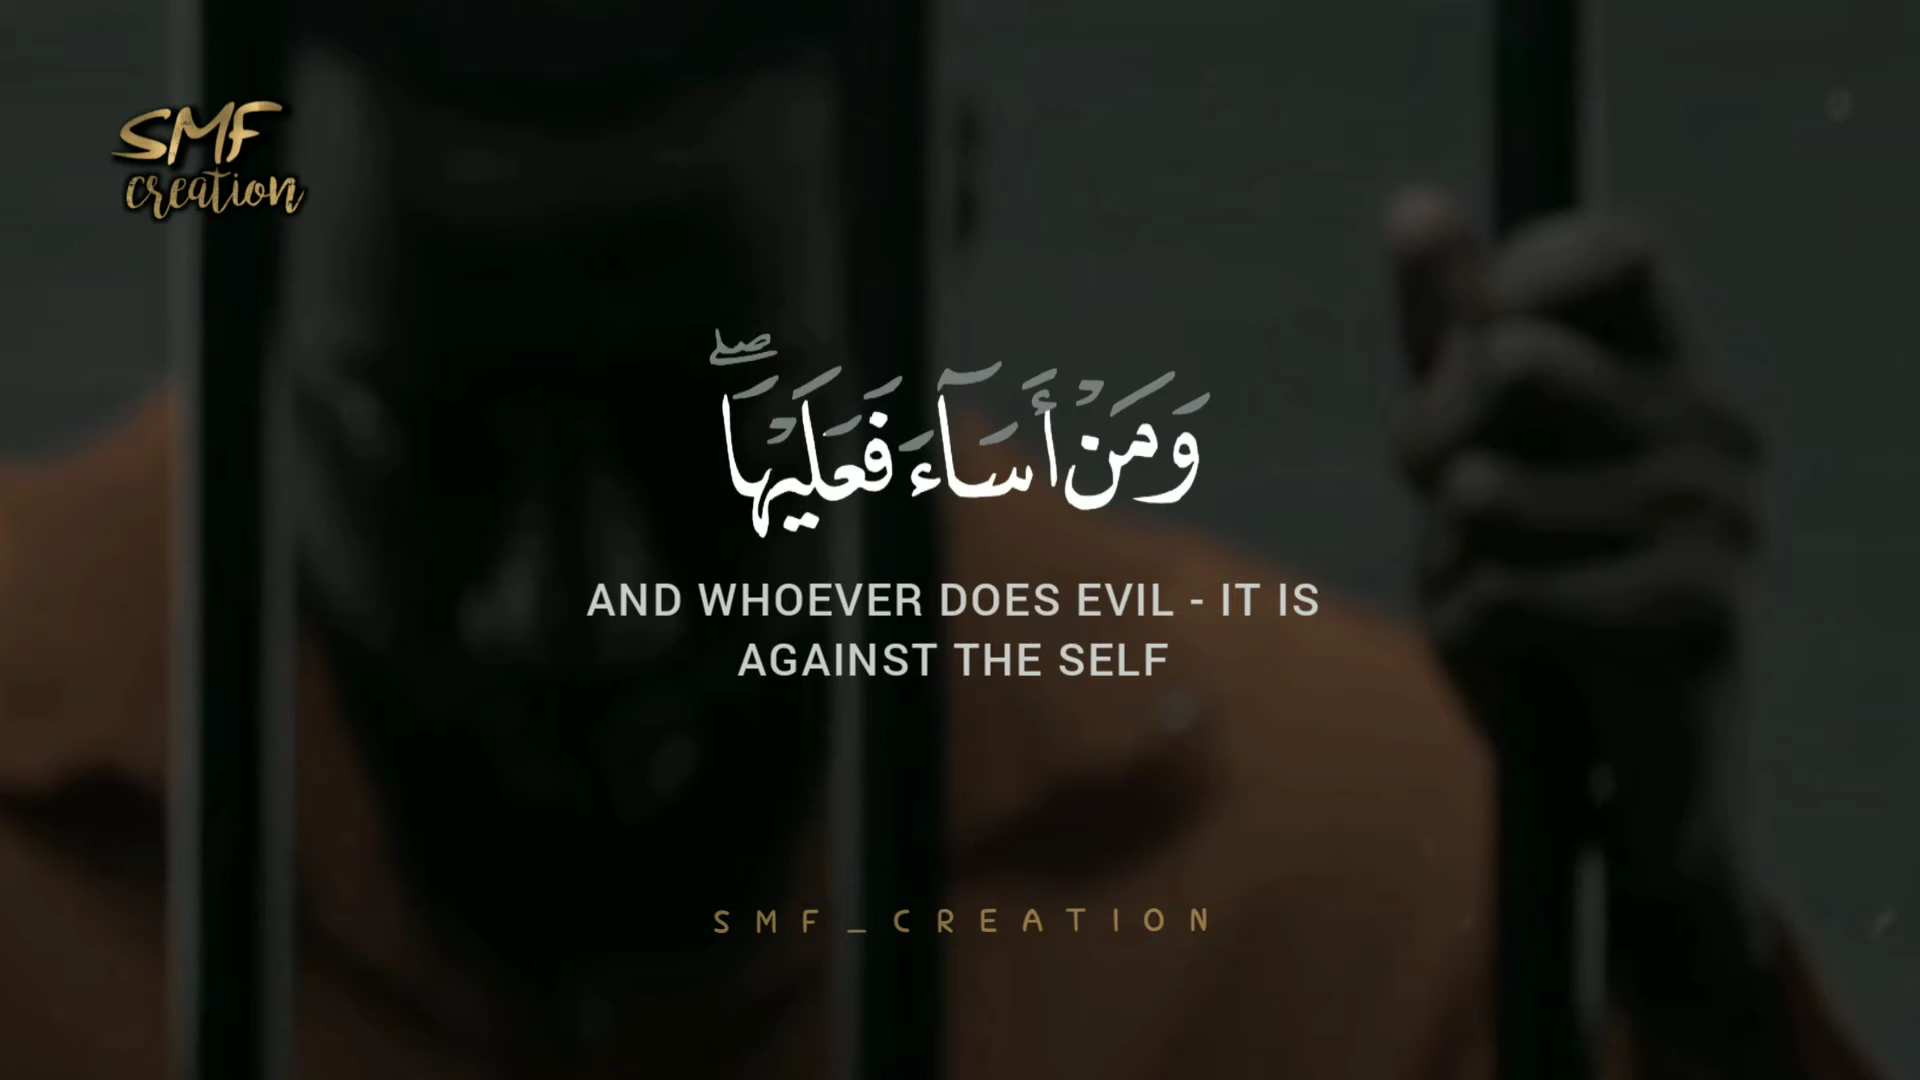 SMF
creation
وَمَنْ أَسَآءَ فَعَلَيْهَاۖ
AND WHOEVER DOES EVIL - IT IS
AGAINST THE SELF
SMF_CREATION